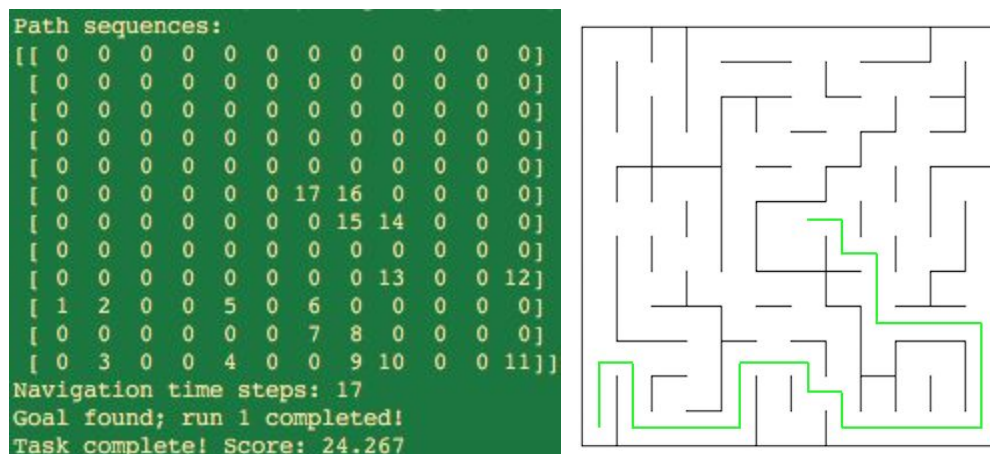 Path sequences:
[[ 0 0 0 0 0 0 0 0 0 0 0 0]
[ 0 0 0 0 0 0 0 0 0 0 0 0]
[ 0 0 0 0 0 0 0 0 0 0 0 0]
[ 0 0 0 0 0 0 0 0 0 0 0 0]
[ 0 0 0 0 0 0 0 0 0 0 0 0]
[ 0 0 0 0 0 0 17 16 0 0 0 0]
[ 0 0 0 0 0 0 0 15 14 0 0 0]
[ 0 0 0 0 0 0 0 0 0 0 0 0]
[ 0 0 0 0 0 0 0 0 13 0 0 12]
[ 1 2 0 0 5 0 6 0 0 0 0 0]
[ 0 0 0 0 0 0 7 8 0 0 0 0]
[ 0 3 0 0 4 0 0 9 10 0 0 11]]
Navigation time steps: 17
Goal found; run 1 completed!
Task complete! Score: 24.267